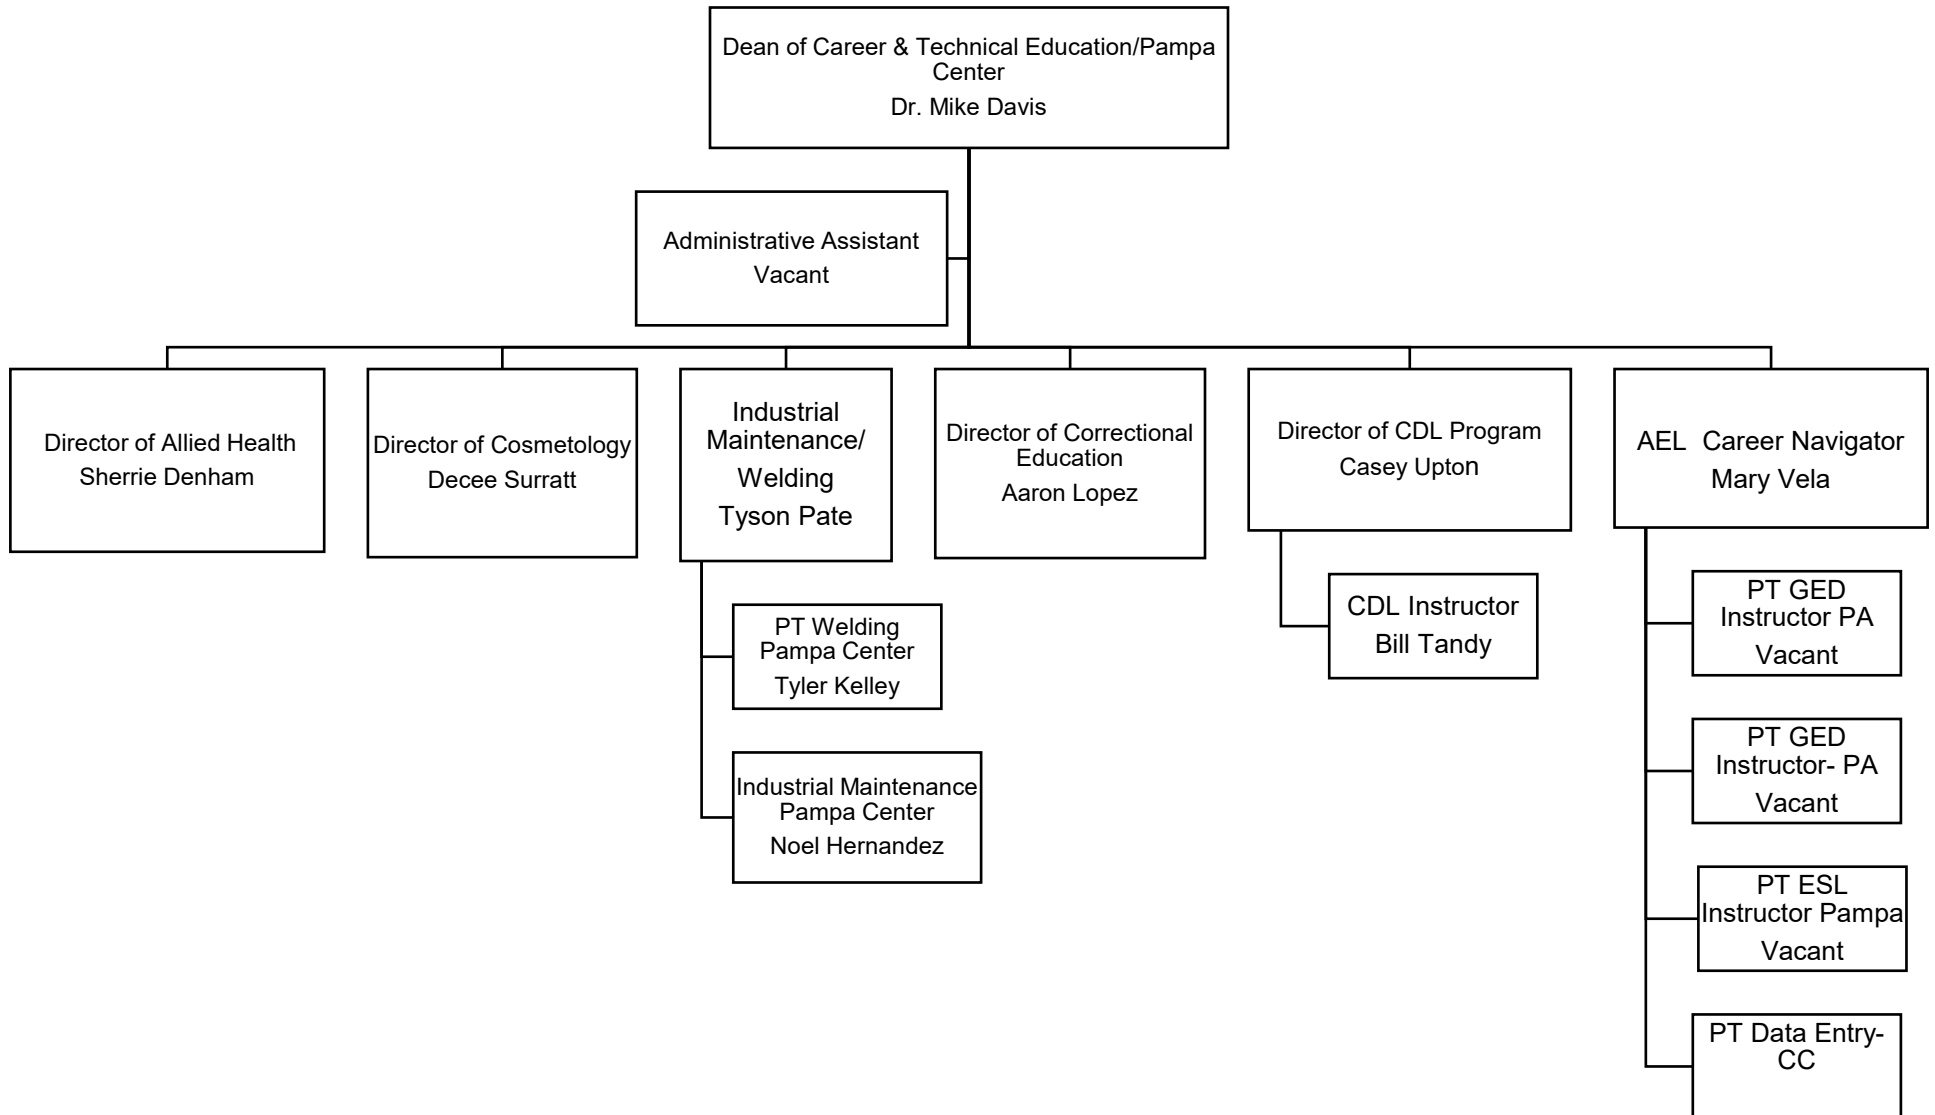 Dean of Career & Technical Education/Pampa
Center
Dr. Mike Davis
Administrative Assistant
Vacant
Director of Allied Health
Sherrie Denham
Director of Cosmetology
Decee Surratt
Industrial
Maintenance/
Welding
Tyson Pate
Director of Correctional
Education
Aaron Lopez
Director of CDL Program
Casey Upton
AEL  Career Navigator
Mary Vela
PT Welding
Pampa Center
Tyler Kelley
Industrial Maintenance
Pampa Center
Noel Hernandez
CDL Instructor
Bill Tandy
PT GED
Instructor PA
Vacant
PT GED
Instructor- PA
Vacant
PT ESL
Instructor Pampa
Vacant
PT Data Entry-
CC